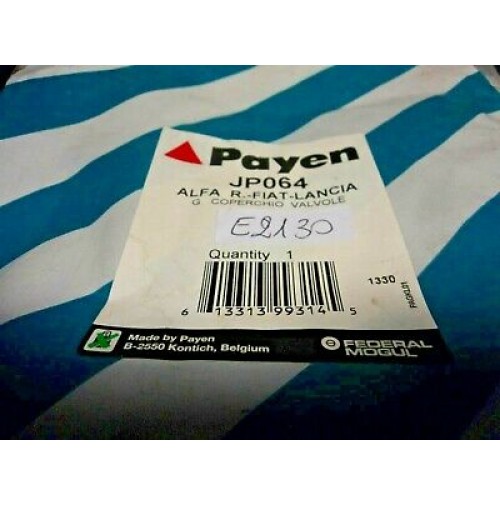 Payen
JP064
ALFA R.-FIAT-LANCIA
G COPERCHIO VALVOLE
E2130
Quantity 1
1330
6 13313 99314 5
Made by Payen
B-2550 Kontich, Belgium
FEDERAL
MOGUL